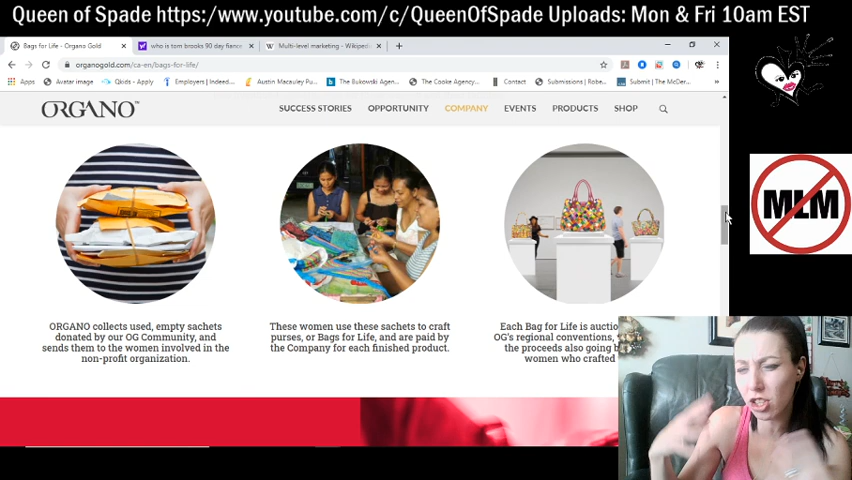 Queen of Spade https:/www.youtube.com/c/QueenOfSpade Uploads: Mon & Fri 10am EST
Bags for Life - Organo Gold
who is tom brooks 90 day fianc
Multi-level marketing - Wikiped
organogold.com/ca-en/bags-for-life/
Apps
Avatar image
Qkids - Apply
Employers | Indeed...
Austin Macauley Pu...
The Bukowski Agen...
The Cooke Agency...
Contact
Submissions | Robe...
Submit | The McDer...
ORGANO™
SUCCESS STORIES
OPPORTUNITY
COMPANY
EVENTS
PRODUCTS
SHOP
MLM
ORGANO collects used, empty sachets
donated by our OG Community, and
sends them to the women involved in the
non-profit organization.
These women use these sachets to craft
purses, or Bags for Life, and are paid by
the Company for each finished product.
Each Bag for Life is auctio
OG's regional conventions,
the proceeds also going b
women who crafted